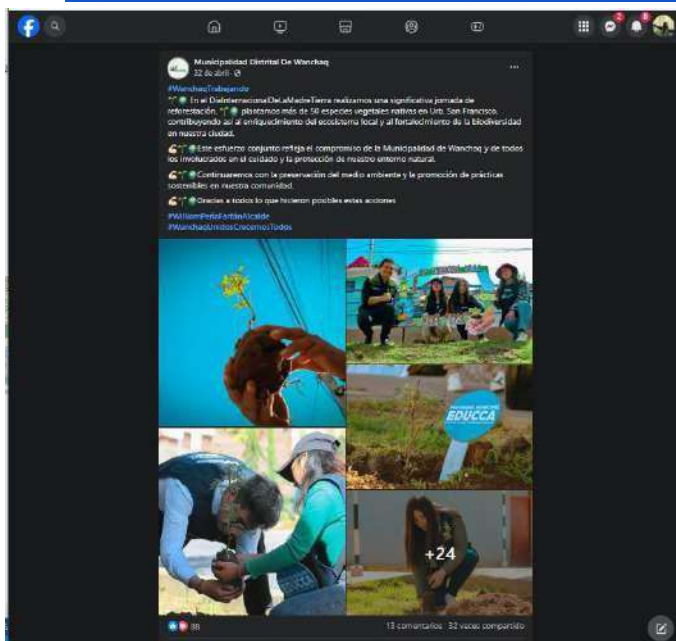 Municipalidad Distrital De Wanchaq
22 de abril
#WanchaqTrabajando
En el DiaInternacionalDeLaMadreTierra realizamos una significativa jornada de
reforestación, plantamos más de 50 especies vegetales nativas en Urb. San Francisco,
contribuyendo así al enriquecimiento del ecosistema local y al fortalecimiento de la biodiversidad
en nuestra ciudad.
Este esfuerzo conjunto refleja el compromiso de la Municipalidad de Wanchaq y de todos
los involucrados en el cuidado y la protección de nuestro entorno natural.
Continuaremos con la preservación del medio ambiente y la promoción de prácticas
sostenibles en nuestra comunidad.
Gracias a todos lo que hicieron posibles estas acciones
#WilliamPeñaFarfánAlcalde
#WanchaqUnidosCrecemosTodos
EDUCCA
+24
88
13 comentarios 32 veces compartido